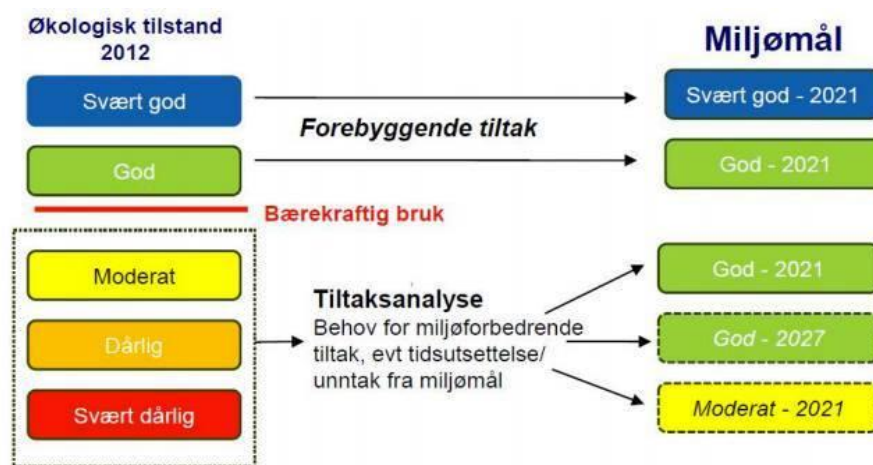 Økologisk tilstand
2012
Miljømål
Svært god
Svært god - 2021
Forebyggende tiltak
God
God - 2021
Bærekraftig bruk
Moderat
Dårlig
Svært dårlig
Tiltaksanalyse
Behov for miljøforbedrende
tiltak, evt tidsutsettelse/
unntak fra miljømål
God - 2021
God - 2027
Moderat - 2021